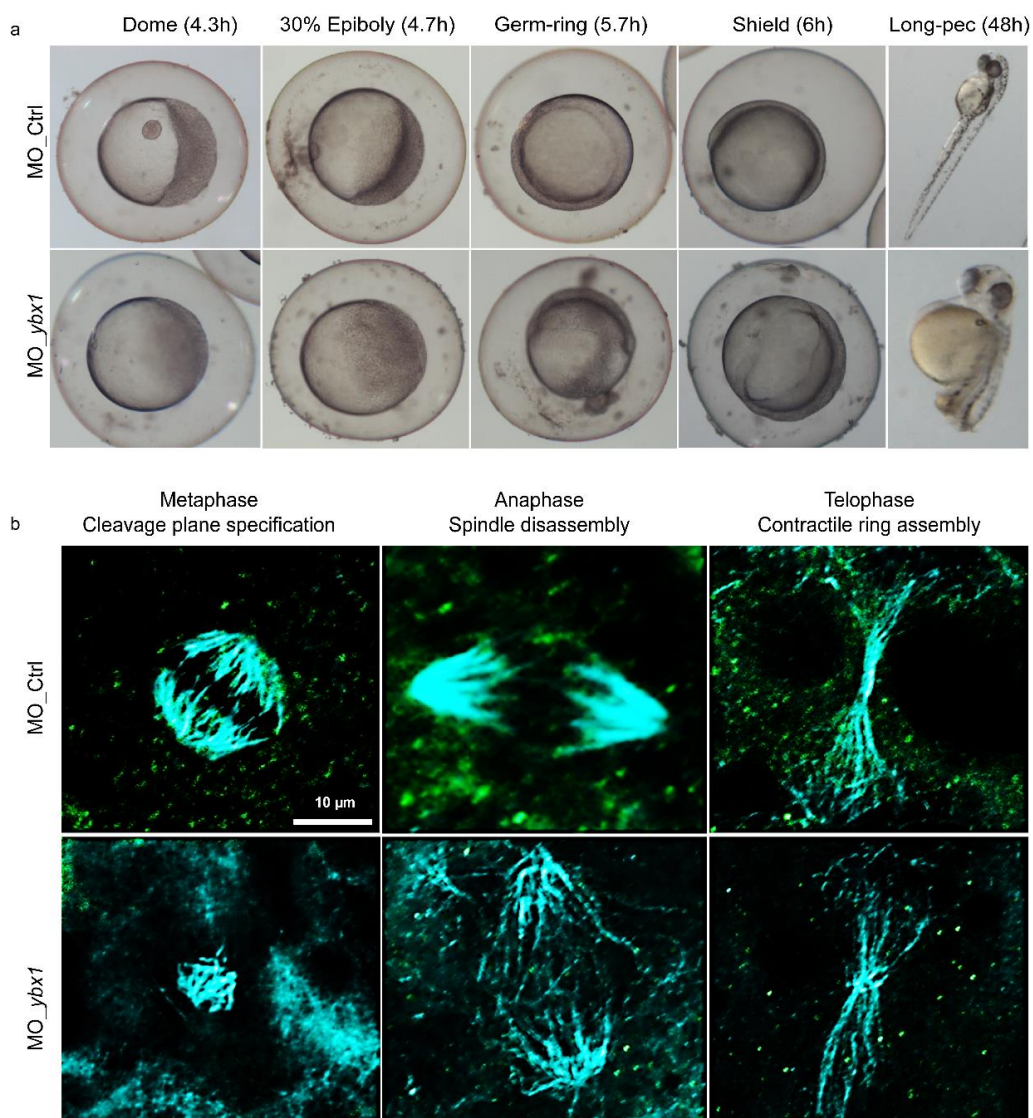 a
Dome (4.3h) 30% Epiboly (4.7h) Germ-ring (5.7h) Shield (6h) Long-pec (48h)
MO_Ctrl
MO_ybx1
b
Metaphase Anaphase Telophase
Cleavage plane specification Spindle disassembly Contractile ring assembly
MO_Ctrl
10 µm
MO_ybx1